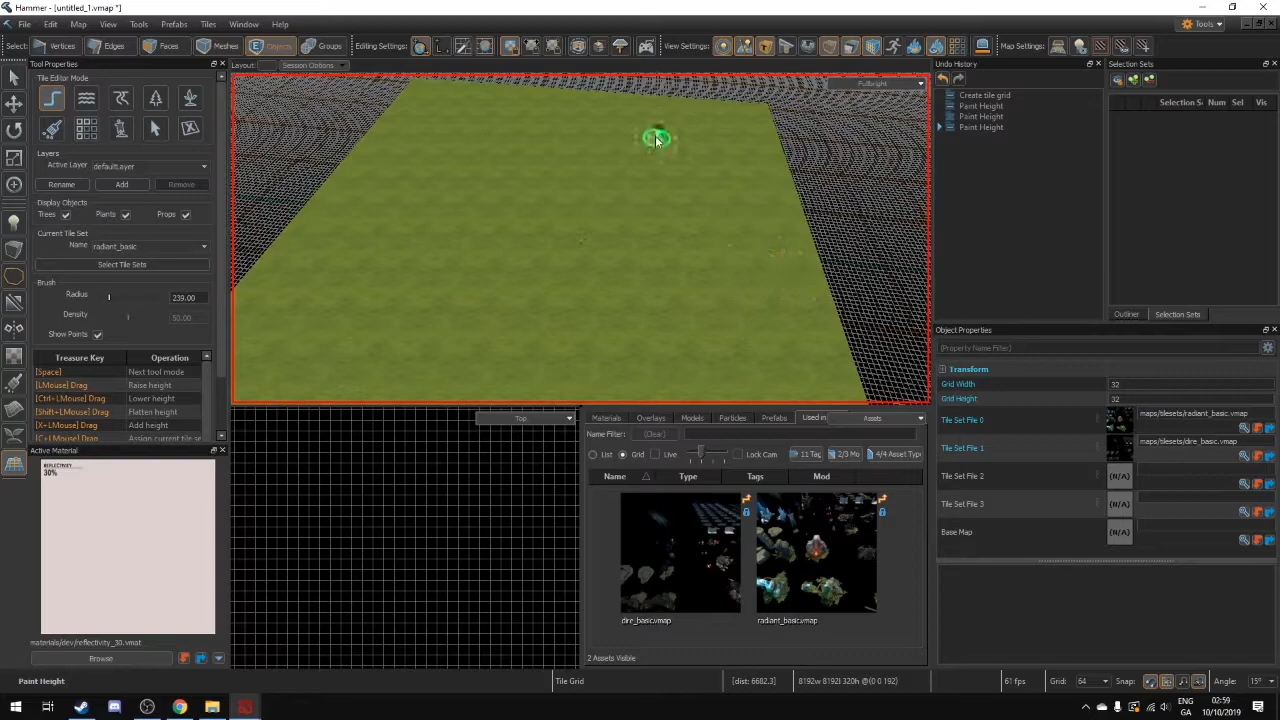 Hammer - [untitled_1.vmap *]
File Edit Map View Tools Prefabs Tiles Window Help
Tools
Select: Vertices Edges Faces Meshes Objects Groups Editing Settings: View Settings: Map Settings:
Tool Properties
Tile Editor Mode
Layers
Active Layer defaultLayer
Rename Add Remove
Display Objects
Trees Plants Props
Current Tile Set
Name radiant_basic
Select Tile Sets
Brush
Radius 239.00
Density 50.00
Show Points
Treasure Key Operation
[Space] Next tool mode
[LMouse] Drag Raise height
[Ctrl+LMouse] Drag Lower height
[Shift+LMouse] Drag Flatten height
[X+LMouse] Drag Add height
[C+LMouse] Drag Assign current tile s
Active Material
REFLECTIVITY
30%
materials/dev/reflectivity_30.vmat
Browse
Layout: Session Options
Fullbright
Top
Materials Overlays Models Particles Prefabs Used in Assets
Name Filter: [Clear]
List Grid Live Lock Cam 11 Tag 2/3 Mo 4/4 Asset Typ
Name Type Tags Mod
dire_basic.vmap radiant_basic.vmap
2 Assets Visible
Undo History
Create tile grid
Paint Height
Paint Height
Paint Height
Selection Sets
Selection S Num Sel Vis
Outliner Selection Sets
Object Properties
(Property Name Filter)
Transform
Grid Width 32
Grid Height 32
Tile Set File 0 maps/tilesets/radiant_basic.vmap
Tile Set File 1 maps/tilesets/dire_basic.vmap
Tile Set File 2 (N/A)
Tile Set File 3 (N/A)
Base Map (N/A)
Paint Height Tile Grid [dist: 6682.3] 8192w 8192l 320h @(0 0 192) 61 fps Grid: 64 Snap: Angle: 15°
ENG
GA
02:59
10/10/2019